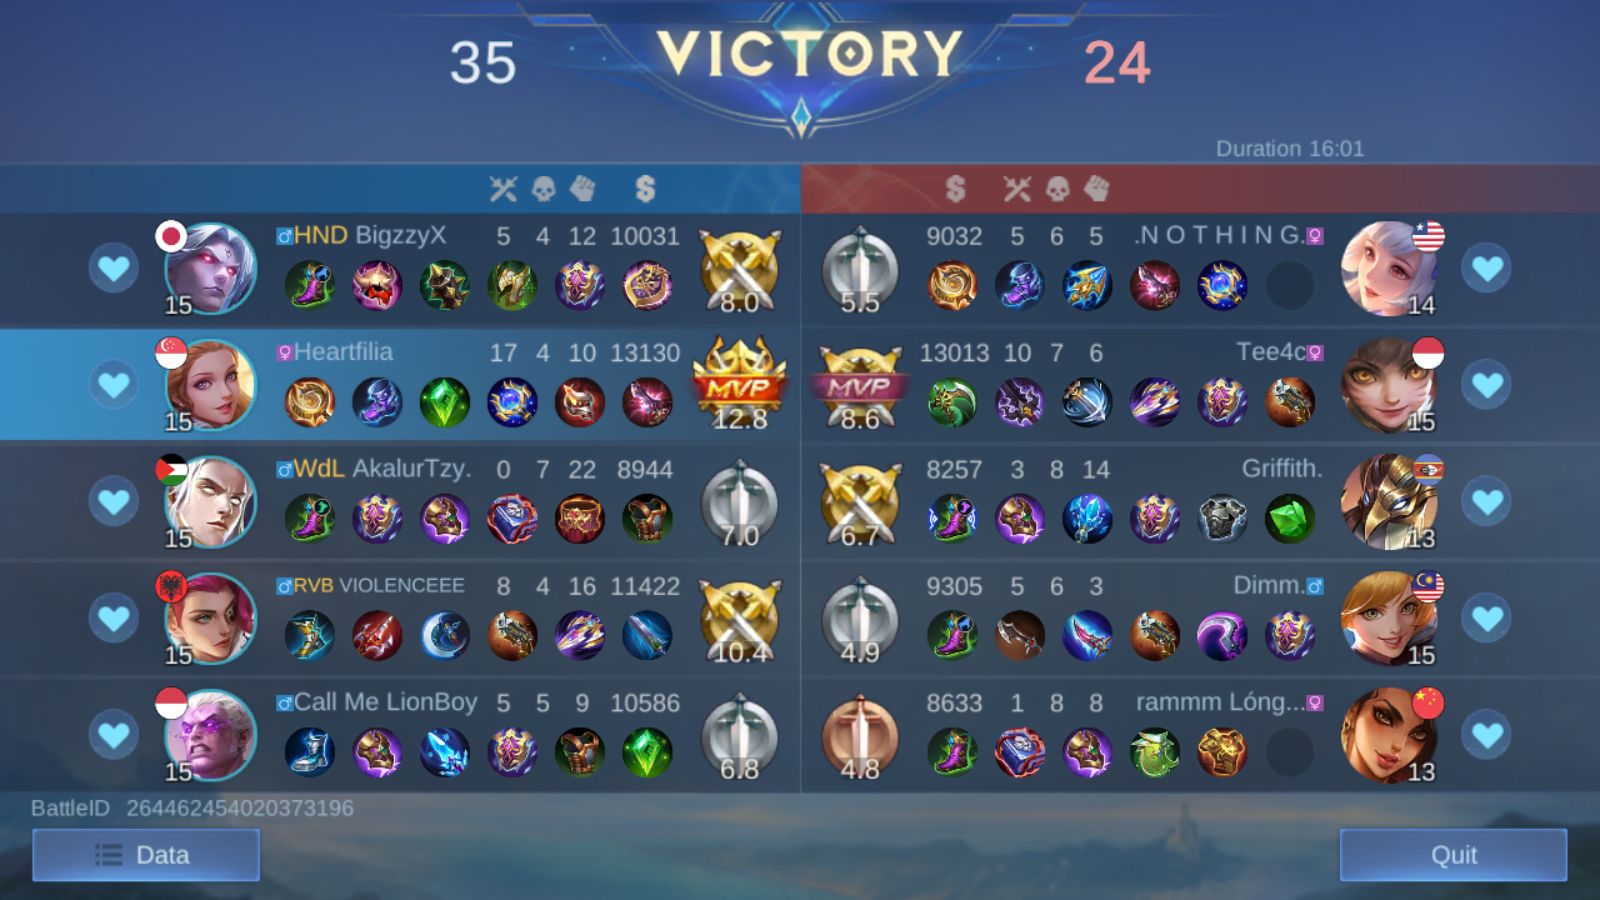 35 VICTORY 24
Duration 16:01
HND BigzzyX 5 4 12 10031
15 8.0
9032 5 6 5 .N O T H I N G.
5.5 14
Heartfilia 17 4 10 13130
15 MVP 12.8
13013 10 7 6 Tee4c
MVP 8.6 15
WdL AkalurTzy. 0 7 22 8944
15 7.0
8257 3 8 14 Griffith.
6.7 13
RVB VIOLENCEEE 8 4 16 11422
15 10.4
9305 5 6 3 Dimm.
4.9 15
Call Me LionBoy 5 5 9 10586
15 6.8
8633 1 8 8 rammm Lóng...
4.8 13
BattleID 264462454020373196
Data
Quit